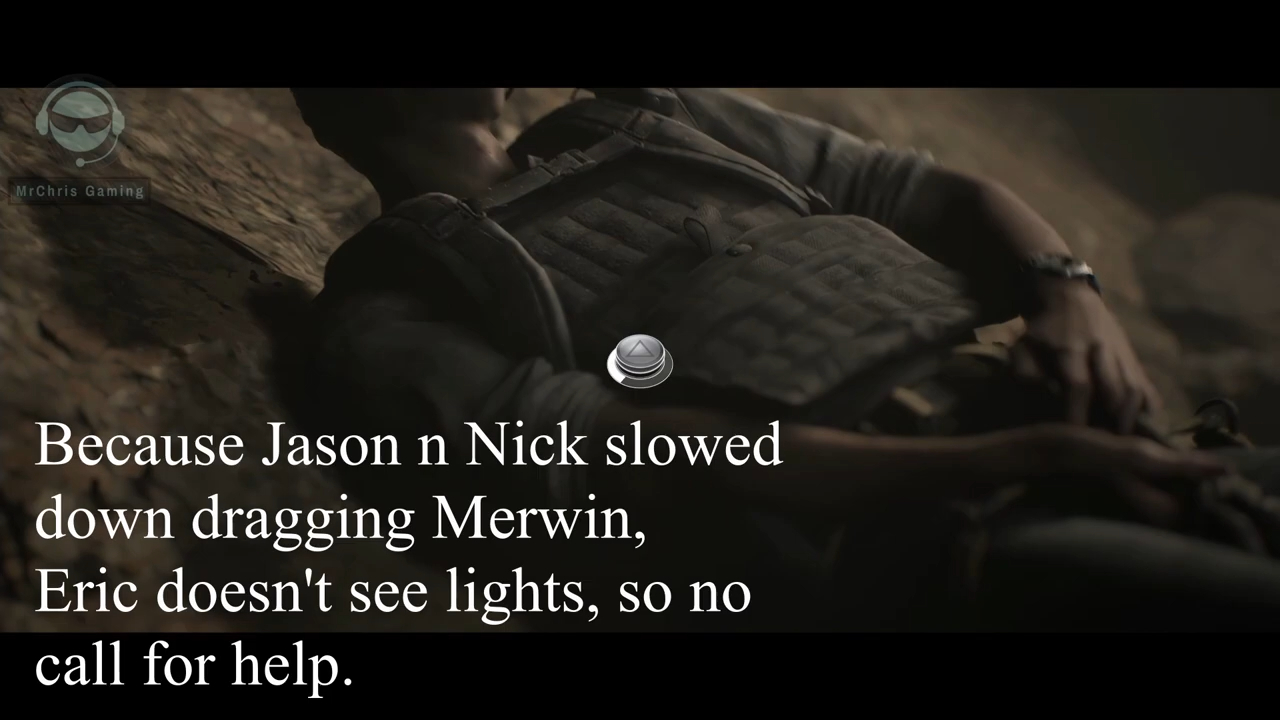 MrChris Gaming
Because Jason n Nick slowed
down dragging Merwin,
Eric doesn't see lights, so no
call for help.